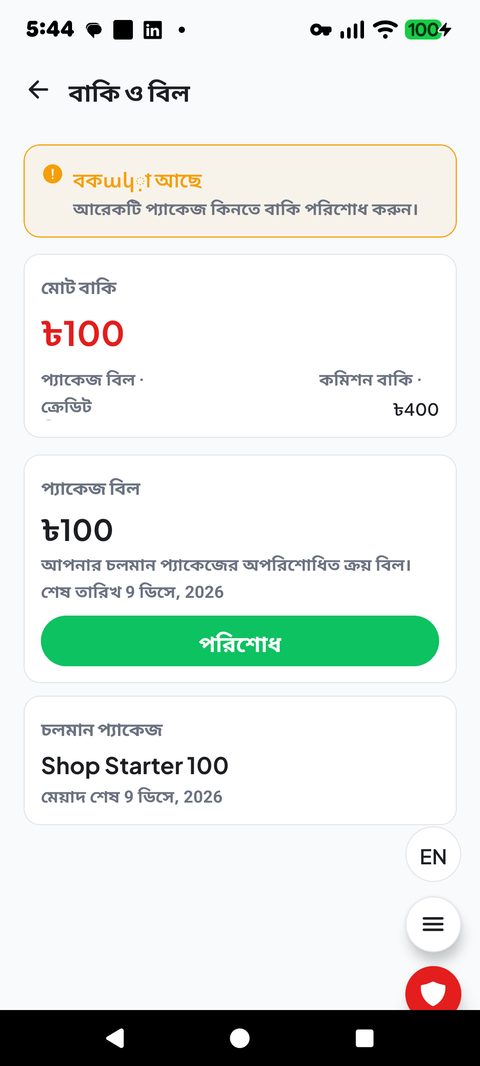 5:44
100
বাকি ও বিল
আছে
আরেকটি প্যাকেজ কিনতে বাকি পরিশোধ করুন।
মোট বাকি
৳100
প্যাকেজ বিল ·
ক্রেডিট
কমিশন বাকি ·
৳400
প্যাকেজ বিল
৳100
আপনার চলমান প্যাকেজের অপরিশোধিত ক্রয় বিল।
শেষ তারিখ 9 ডিসে, 2026
পরিশোধ
চলমান প্যাকেজ
Shop Starter 100
মেয়াদ শেষ 9 ডিসে, 2026
EN